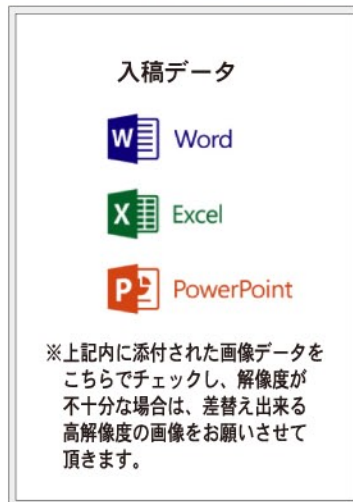 入稿データ
W Word
X Excel
P PowerPoint
※上記内に添付された画像データを
こちらでチェックし、解像度が
不十分な場合は、差替え出来る
高解像度の画像をお願いさせて
頂きます。